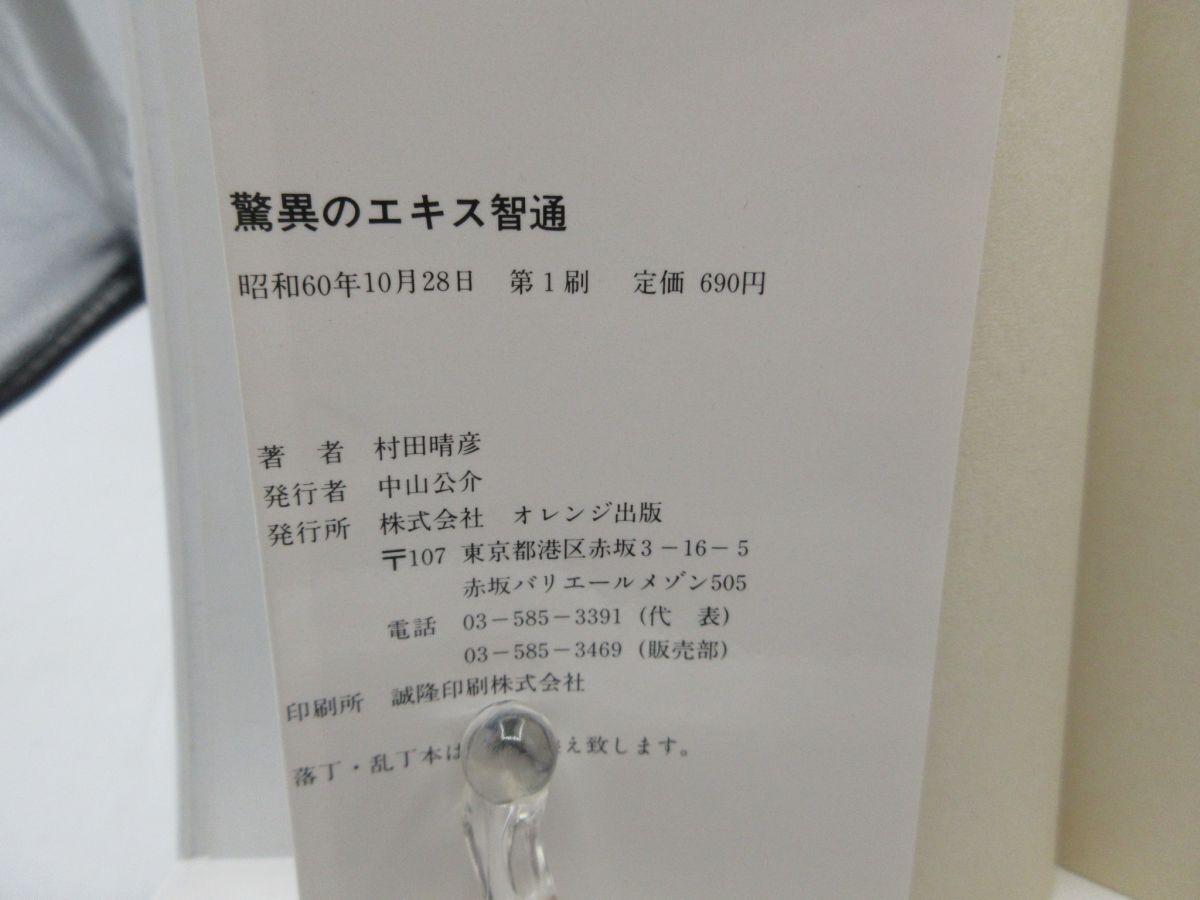 驚異のエキス智通
昭和60年10月28日 第1刷 定価 690円
著 者 村田晴彦
発行者 中山公介
発行所 株式会社 オレンジ出版
〒107 東京都港区赤坂3-16-5
赤坂バリエールメゾン505
電話 03-585-3391(代 表)
03-585-3469(販売部)
印刷所 誠隆印刷株式会社
落丁・乱丁本は え致します。